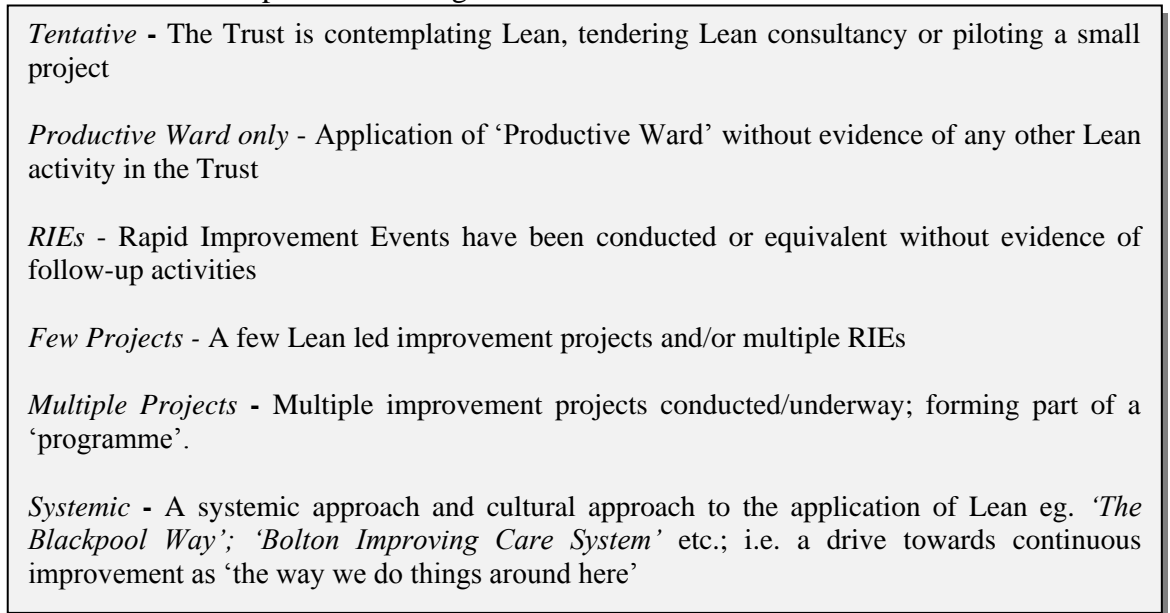 Tentative - The Trust is contemplating Lean, tendering Lean consultancy or piloting a small
project
Productive Ward only - Application of ‘Productive Ward’ without evidence of any other Lean
activity in the Trust
RIEs - Rapid Improvement Events have been conducted or equivalent without evidence of
follow-up activities
Few Projects - A few Lean led improvement projects and/or multiple RIEs
Multiple Projects - Multiple improvement projects conducted/underway; forming part of a
‘programme’.
Systemic - A systemic approach and cultural approach to the application of Lean eg. ‘The
Blackpool Way’; ‘Bolton Improving Care System’ etc.; i.e. a drive towards continuous
improvement as ‘the way we do things around here’